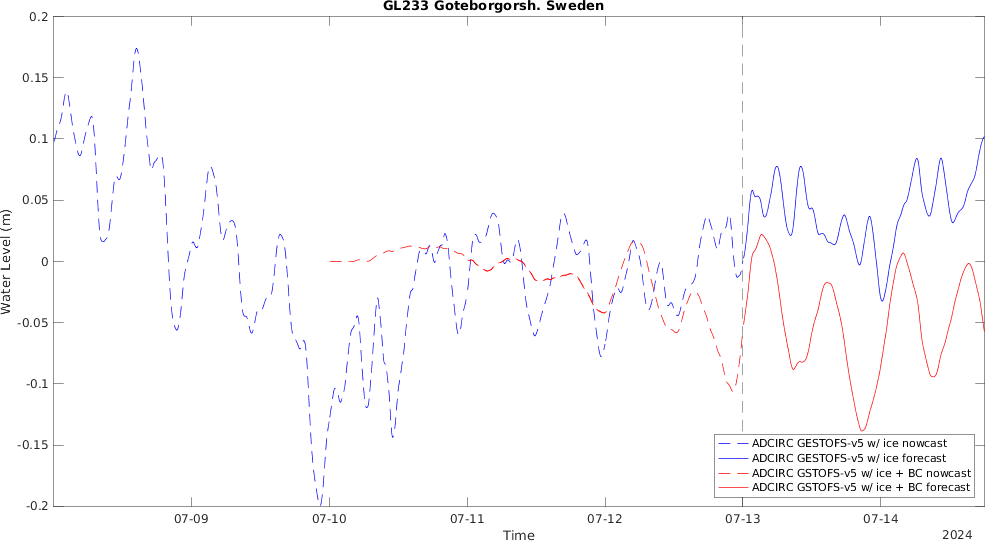 GL233 Goteborgorsh. Sweden
0.2
0.15
0.1
0.05
0
-0.05
-0.1
-0.15
-0.2
Water Level (m)
07-09 07-10 07-11 07-12 07-13 07-14
Time
2024
ADCIRC GESTOFS-v5 w/ ice nowcast
ADCIRC GESTOFS-v5 w/ ice forecast
ADCIRC GSTOFS-v5 w/ ice + BC nowcast
ADCIRC GSTOFS-v5 w/ ice + BC forecast